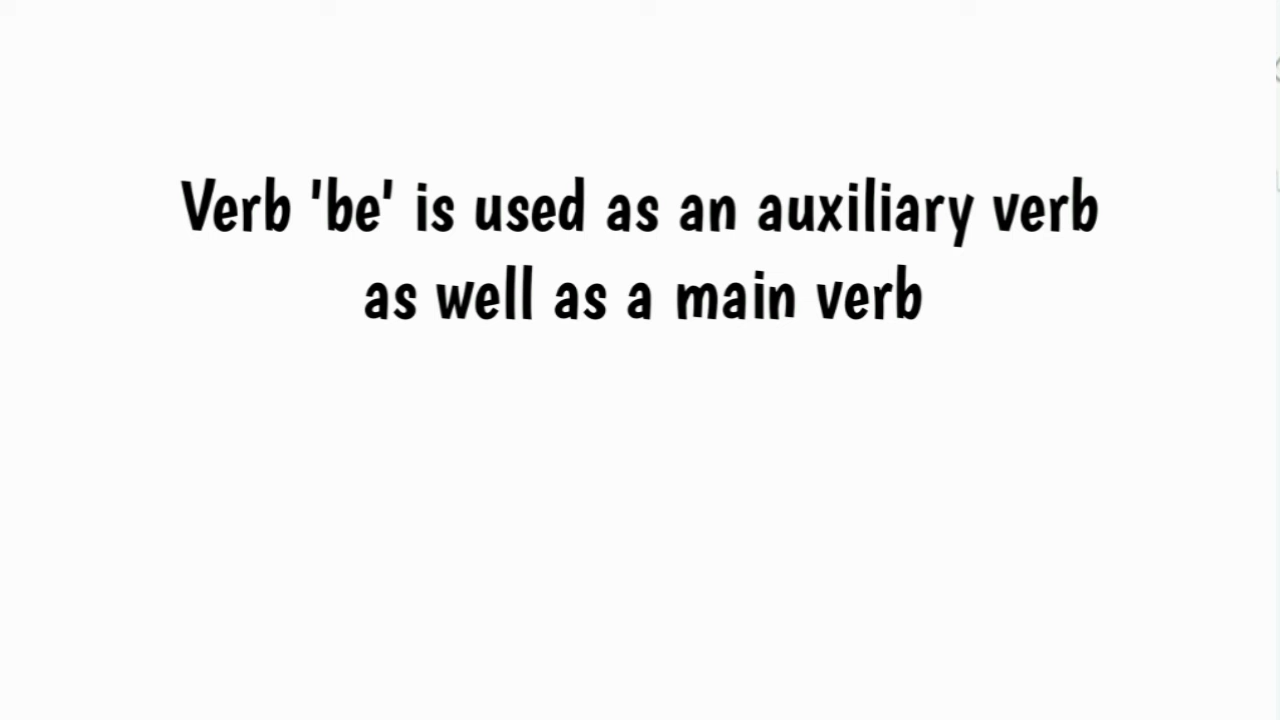 Verb 'be' is used as an auxiliary verb
as well as a main verb